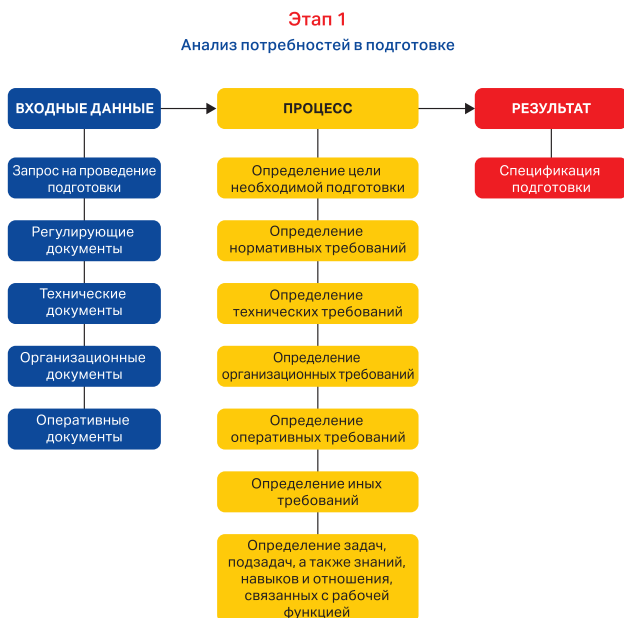 Этап 1
Анализ потребностей в подготовке
ВХОДНЫЕ ДАННЫЕ
Запрос на проведение
подготовки
Регулирующие
документы
Технические
документы
Организационные
документы
Оперативные
документы
ПРОЦЕСС
Определение цели
необходимой подготовки
Определение
нормативных требований
Определение
технических требований
Определение
организационных требований
Определение
оперативных требований
Определение иных
требований
Определение задач,
подзадач, а также знаний,
навыков и отношения,
связанных с рабочей
функцией
РЕЗУЛЬТАТ
Спецификация
подготовки